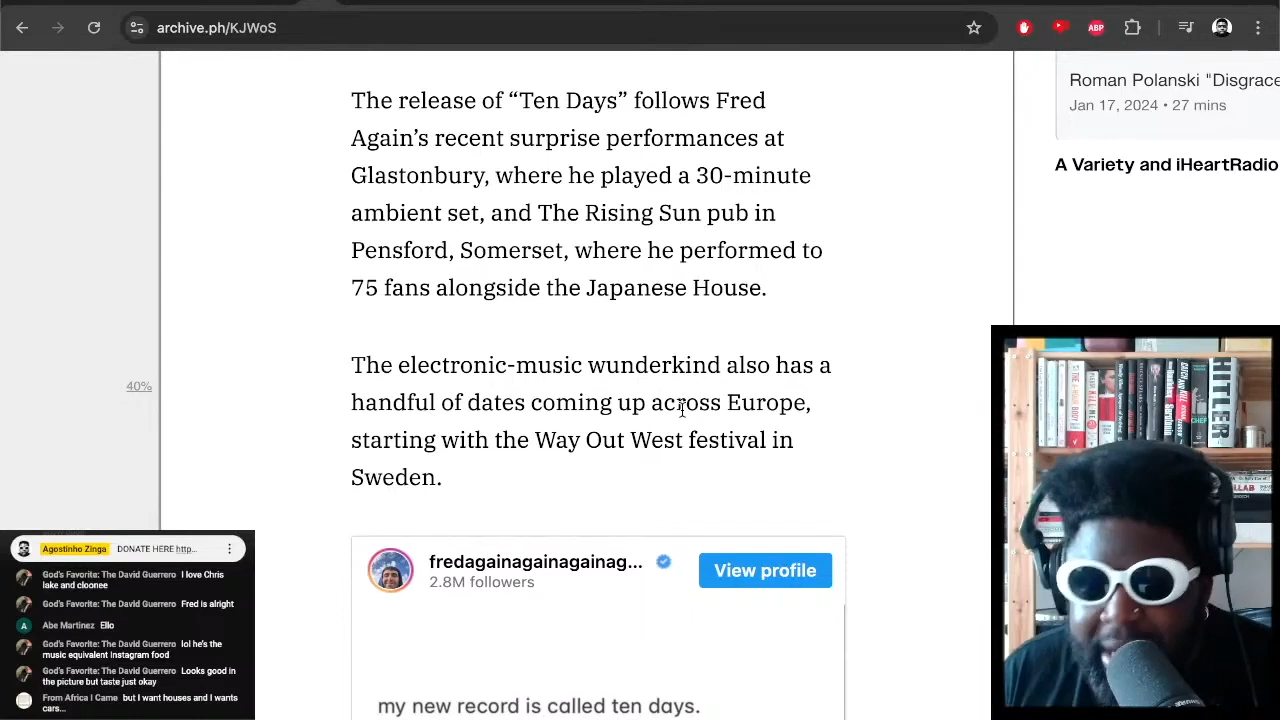 archive.ph/KJWoS
ABP
The release of “Ten Days” follows Fred
Again’s recent surprise performances at
Glastonbury, where he played a 30-minute
ambient set, and The Rising Sun pub in
Pensford, Somerset, where he performed to
75 fans alongside the Japanese House.
The electronic-music wunderkind also has a
handful of dates coming up across Europe,
starting with the Way Out West festival in
Sweden.
40%
fredagainagainagainag...
2.8M followers
View profile
my new record is called ten days.
Roman Polanski "Disgrace
Jan 17, 2024 • 27 mins
A Variety and iHeartRadio
Agostinho Zinga DONATE HERE http...
God's Favorite: The David Guerrero I love Chris
lake and cloonee
God's Favorite: The David Guerrero Fred is alright
A Abe Martinez Ello
God's Favorite: The David Guerrero lol he's the
music equivalent Instagram food
God's Favorite: The David Guerrero Looks good in
the picture but taste just okay
From Africa I Came but I want houses and I wants
cars...
HITLER
CHEF